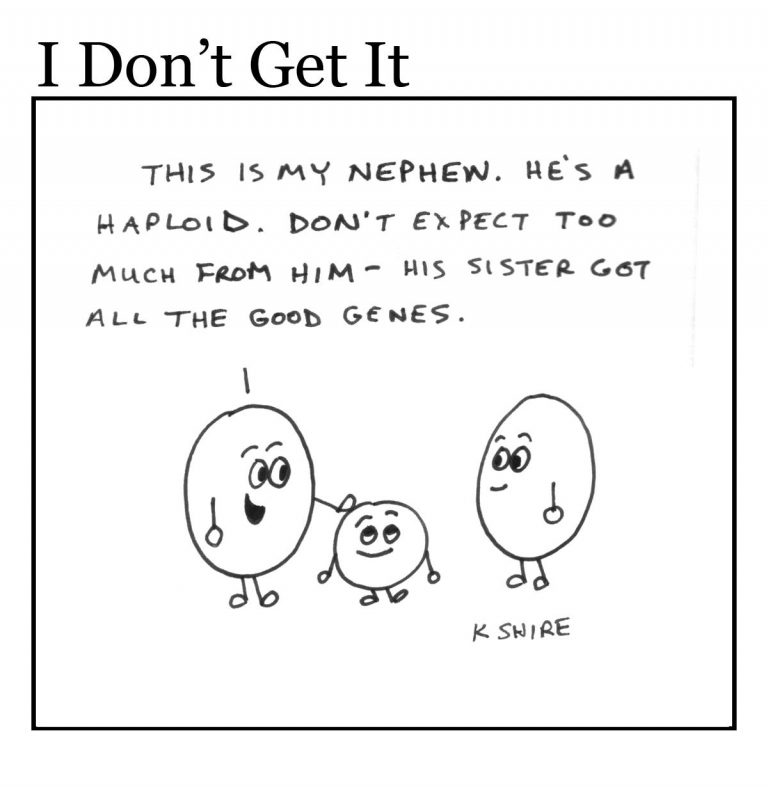 I Don’t Get It
THIS IS MY NEPHEW. HE'S A
HAPLOID. DON'T EXPECT TOO
MUCH FROM HIM - HIS SISTER GOT
ALL THE GOOD GENES.
K SHIRE